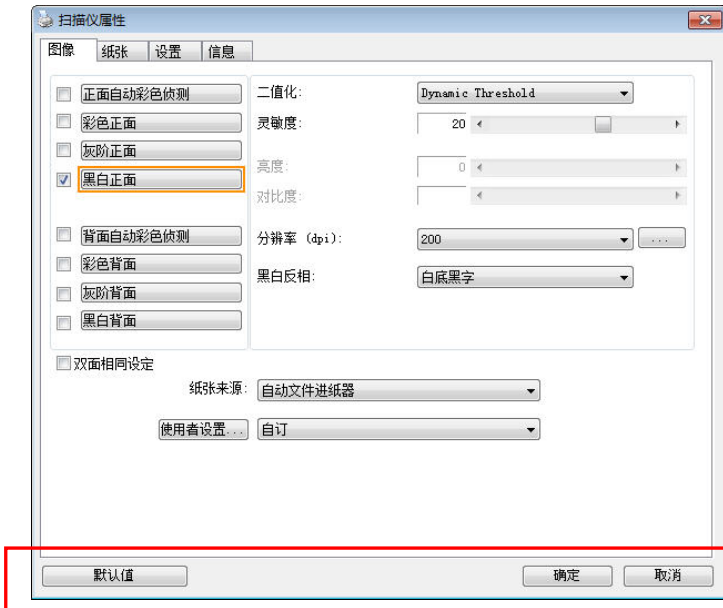 扫描仪属性
图像 纸张 设置 信息
正面自动彩色侦测 二值化: Dynamic Threshold
彩色正面 灵敏度: 20
灰阶正面
亮度: 0
黑白正面
对比度:
背面自动彩色侦测 分辨率 (dpi): 200 ...
彩色背面
黑白反相: 白底黑字
灰阶背面
黑白背面
双面相同设定
纸张来源: 自动文件进纸器
使用者设置... 自订
默认值 确定 取消